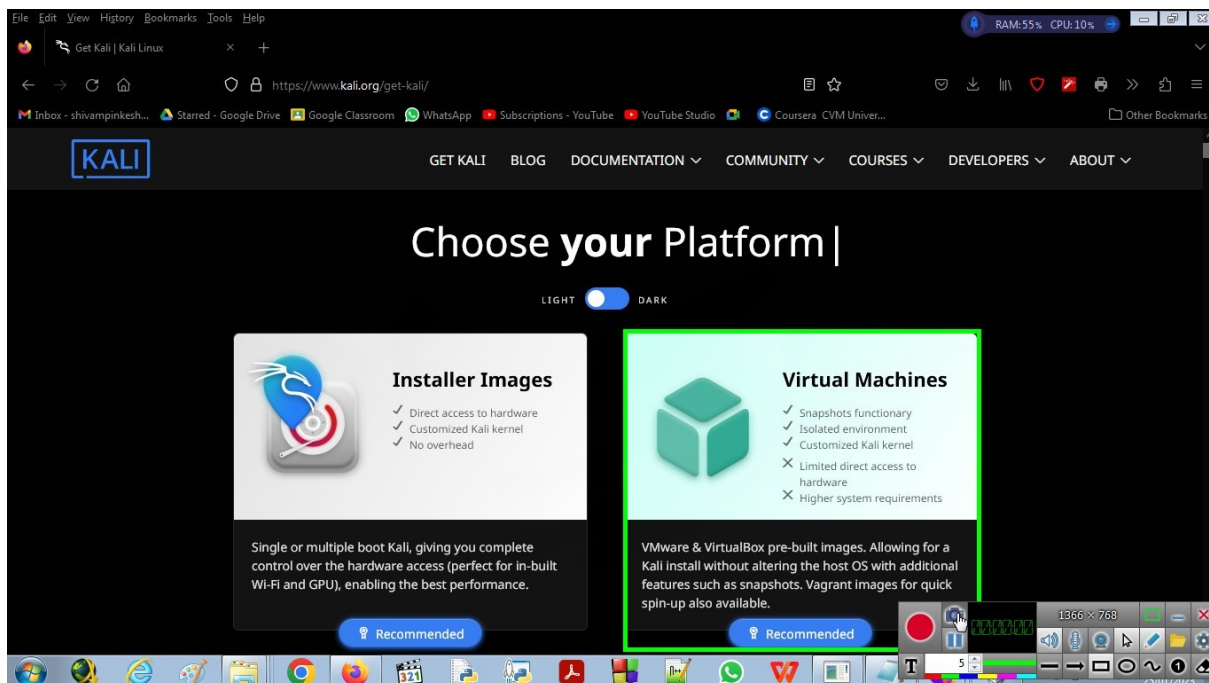 File Edit View History Bookmarks Tools Help
RAM:55% CPU:10%
Get Kali | Kali Linux
https://www.kali.org/get-kali/
Inbox - shivampinkesh... Starred - Google Drive Google Classroom WhatsApp Subscriptions - YouTube YouTube Studio Coursera CVM Univer... Other Bookmarks
KALI GET KALI BLOG DOCUMENTATION COMMUNITY COURSES DEVELOPERS ABOUT
Choose your Platform|
LIGHT DARK
Installer Images
Direct access to hardware
Customized Kali kernel
No overhead
Single or multiple boot Kali, giving you complete
control over the hardware access (perfect for in-built
Wi-Fi and GPU), enabling the best performance.
Recommended
Virtual Machines
Snapshots functionary
Isolated environment
Customized Kali kernel
Limited direct access to
hardware
Higher system requirements
VMware & VirtualBox pre-built images. Allowing for a
Kali install without altering the host OS with additional
features such as snapshots. Vagrant images for quick
spin-up also available.
Recommended
1366 × 768
T 5
321